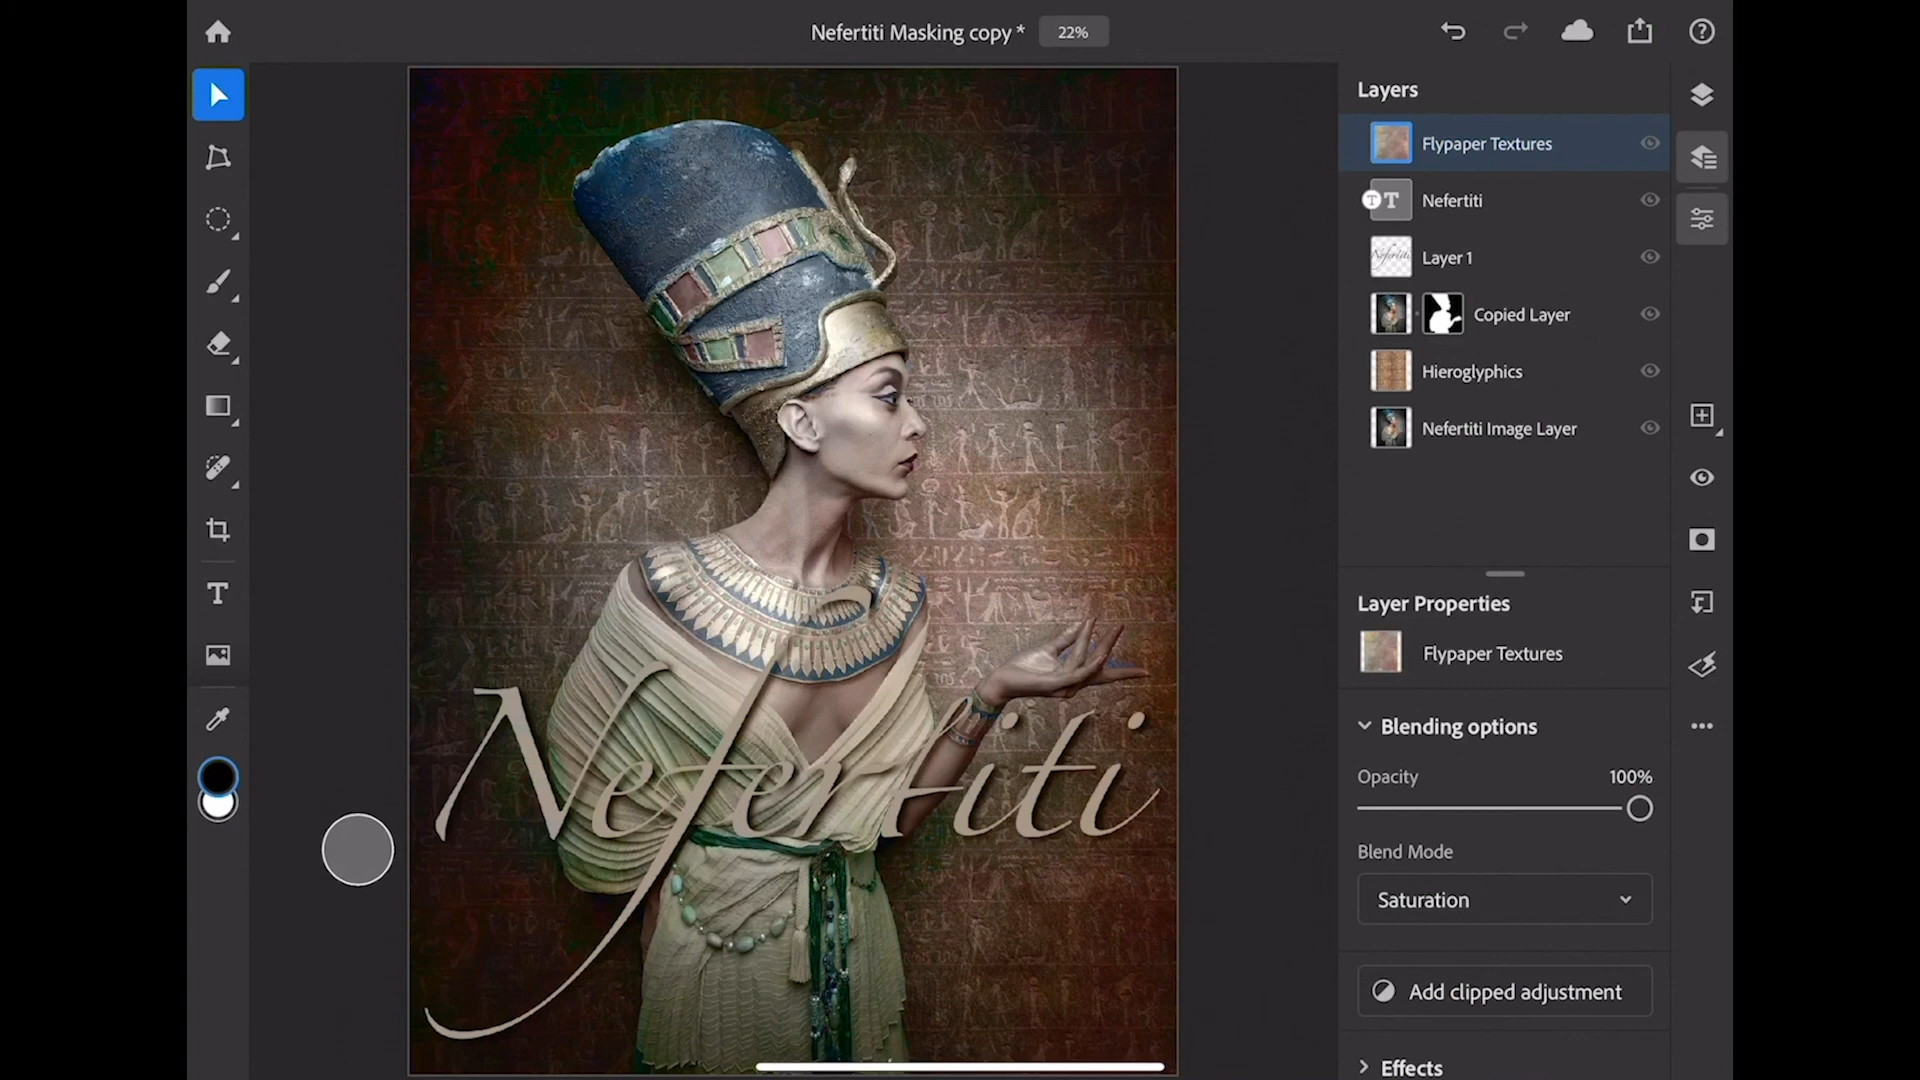 Nefertiti Masking copy *
22%
Layers
Flypaper Textures
Nefertiti
Layer 1
Copied Layer
Hieroglyphics
Nefertiti Image Layer
Layer Properties
Flypaper Textures
Blending options
Opacity
100%
Blend Mode
Saturation
Add clipped adjustment
Effects
Nefertiti